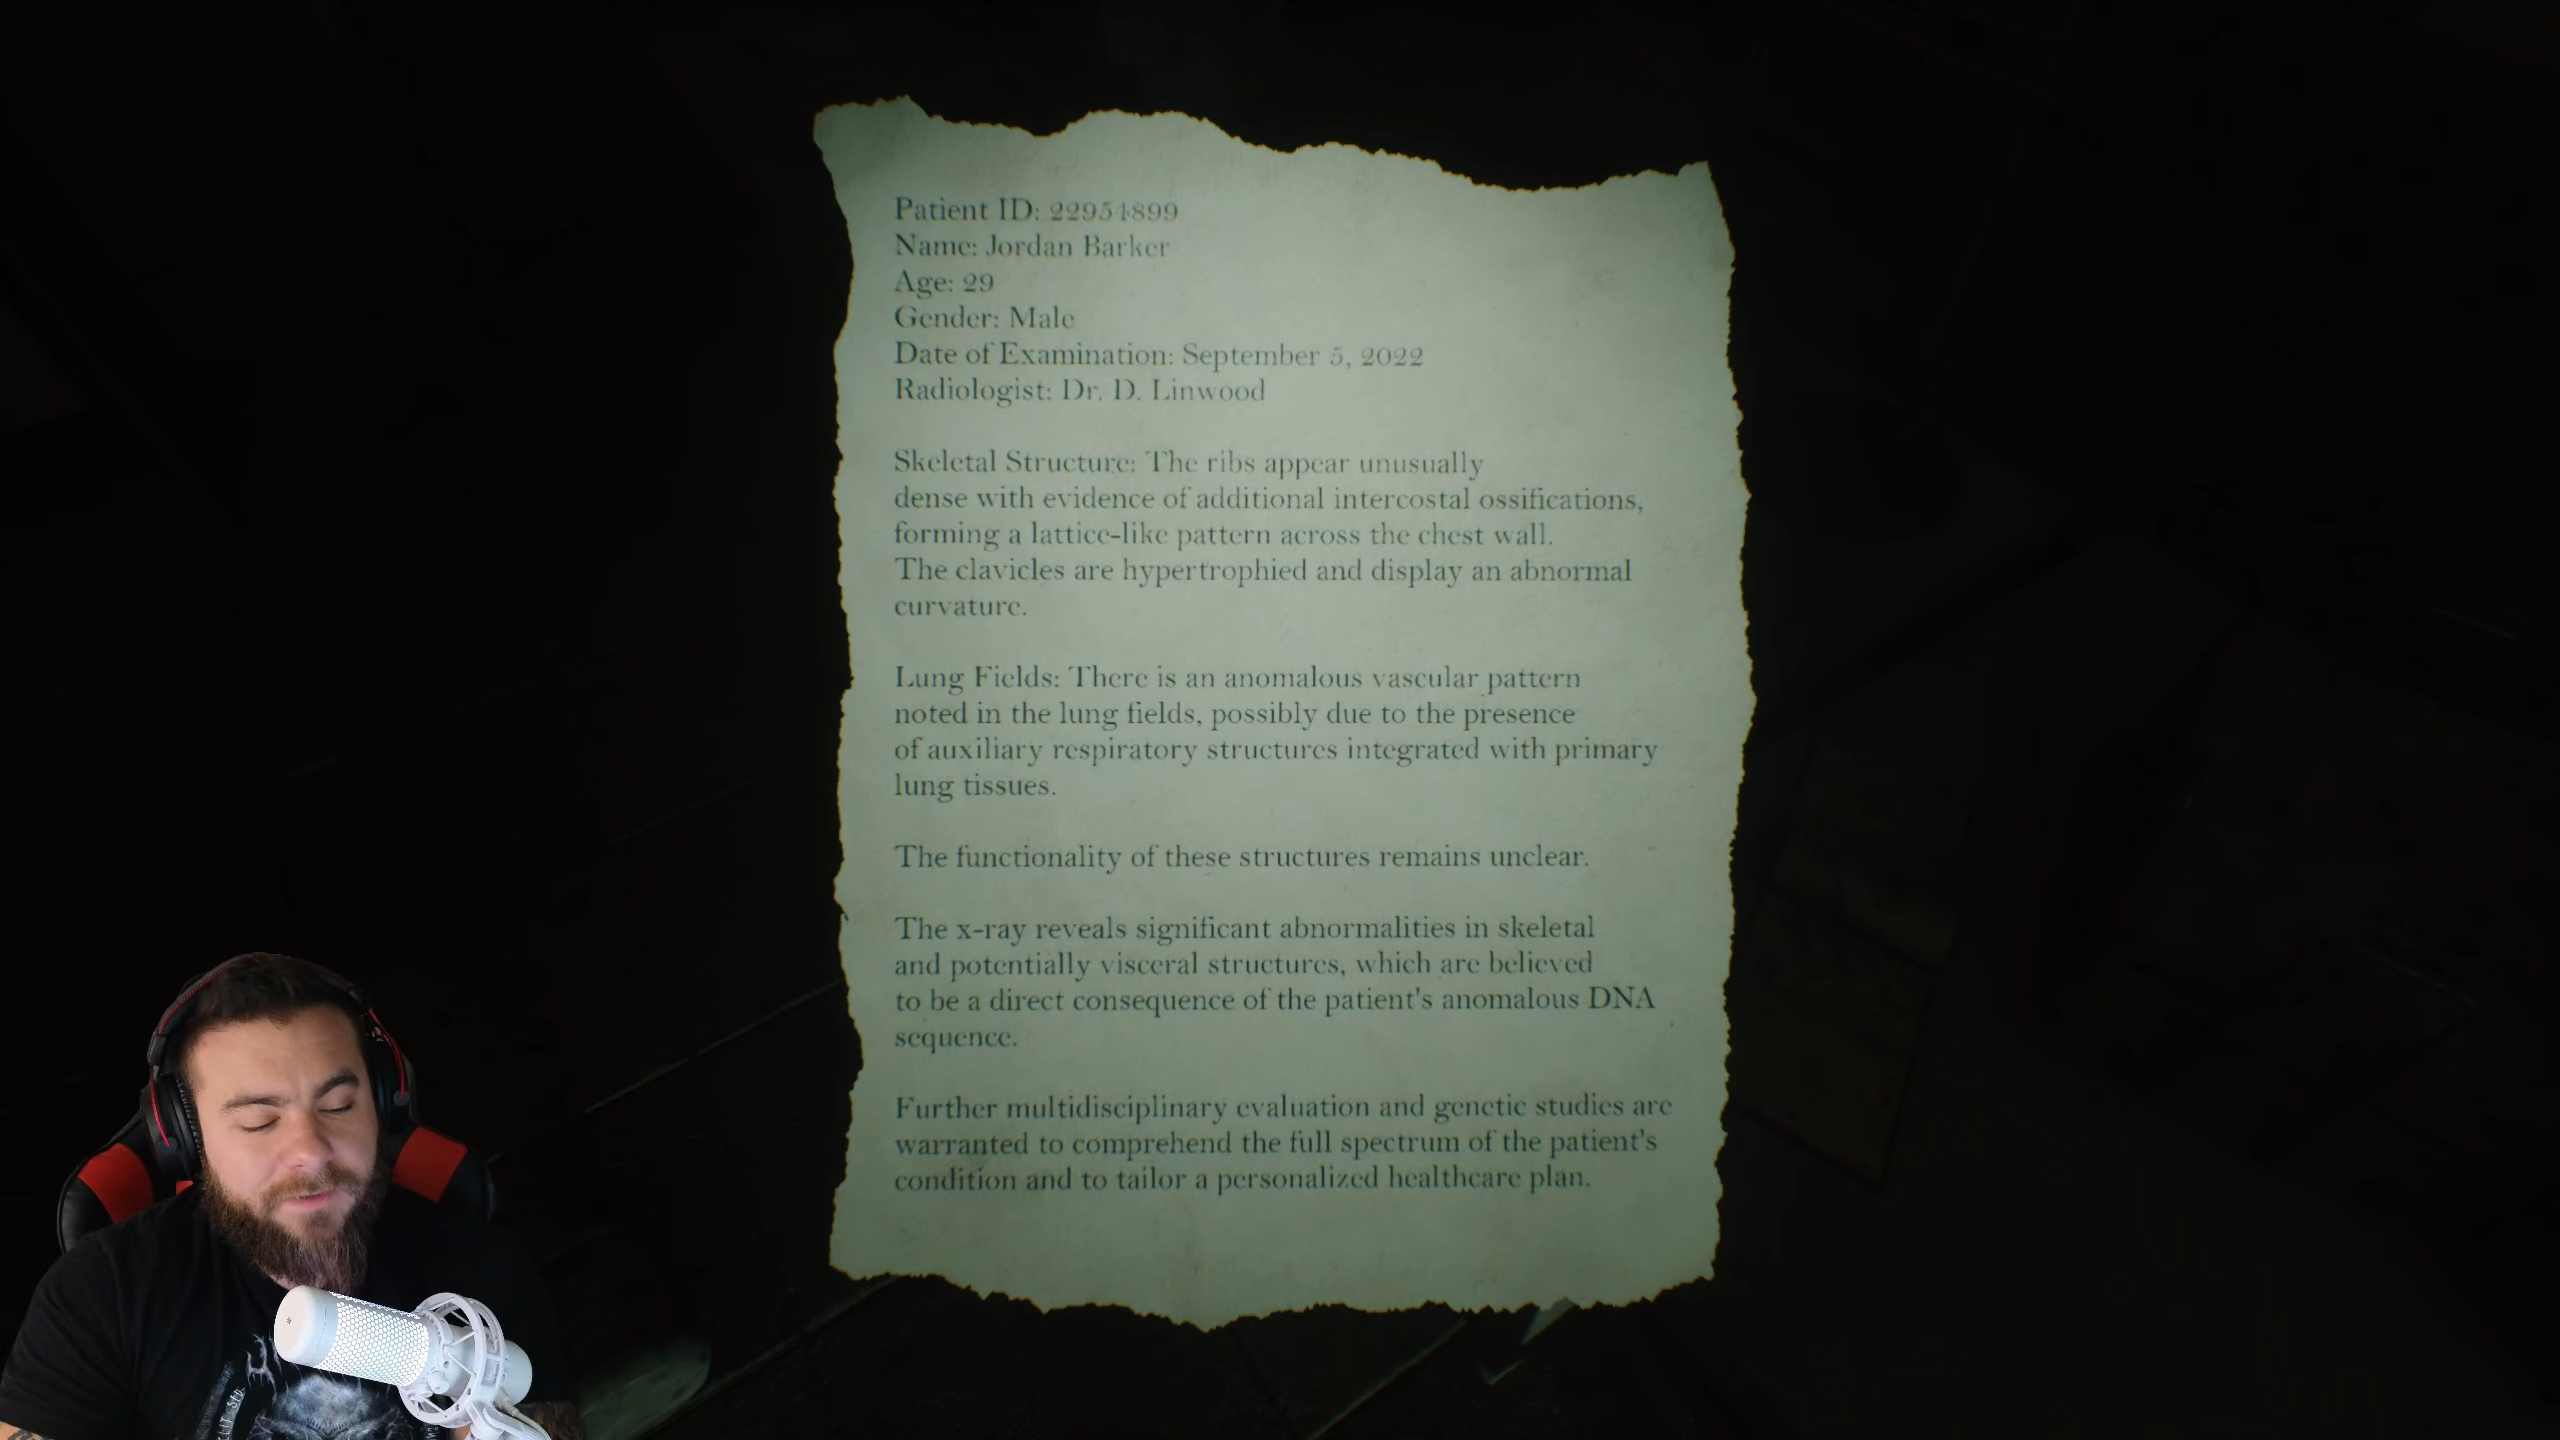 Patient ID: 22954899
Name: Jordan Barker
Age: 29
Gender: Male
Date of Examination: September 5, 2022
Radiologist: Dr. D. Linwood
Skeletal Structure: The ribs appear unusually
dense with evidence of additional intercostal ossifications,
forming a lattice-like pattern across the chest wall.
The clavicles are hypertrophied and display an abnormal
curvature.
Lung Fields: There is an anomalous vascular pattern
noted in the lung fields, possibly due to the presence
of auxiliary respiratory structures integrated with primary
lung tissues.
The functionality of these structures remains unclear.
The x-ray reveals significant abnormalities in skeletal
and potentially visceral structures, which are believed
to be a direct consequence of the patient's anomalous DNA
sequence.
Further multidisciplinary evaluation and genetic studies are
warranted to comprehend the full spectrum of the patient's
condition and to tailor a personalized healthcare plan.